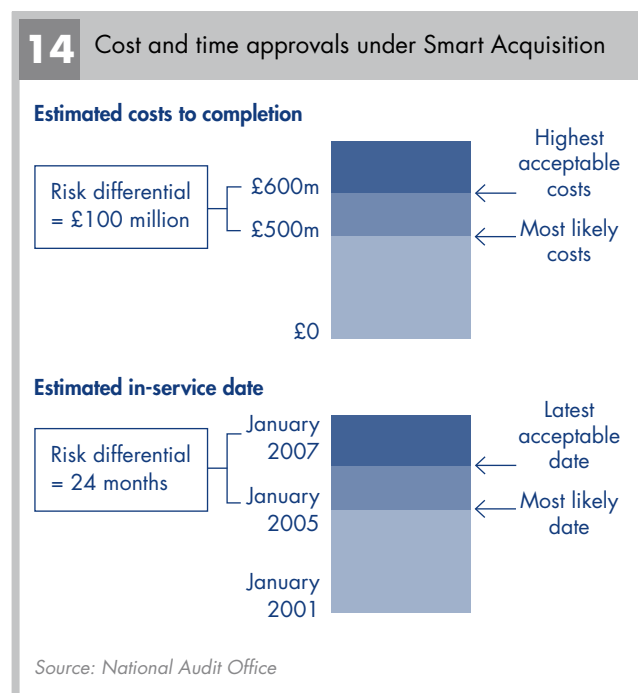 14 Cost and time approvals under Smart Acquisition
Estimated costs to completion
Risk differential
= £100 million
£600m
£500m
£0
Highest
acceptable
costs
Most likely
costs
Estimated in-service date
Risk differential
= 24 months
January
2007
January
2005
January
2001
Latest
acceptable
date
Most likely
date
Source: National Audit Office